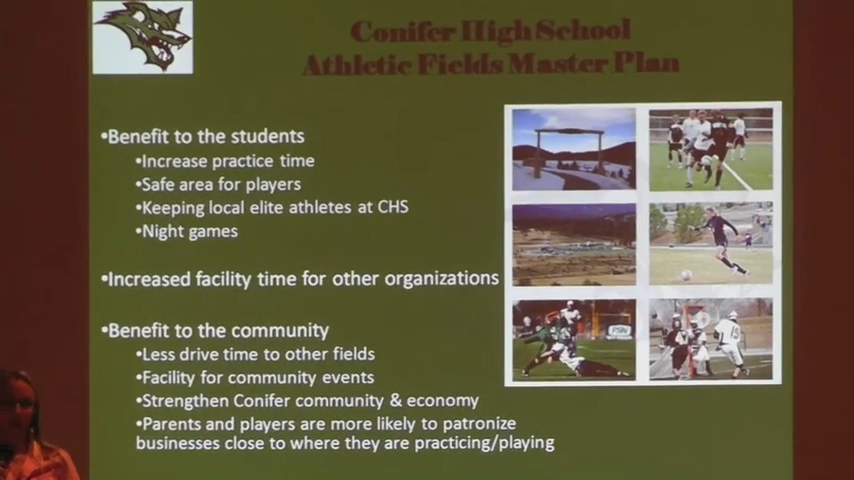 Conifer High School
Athletic Fields Master Plan
•Benefit to the students
•Increase practice time
•Safe area for players
•Keeping local elite athletes at CHS
•Night games
•Increased facility time for other organizations
•Benefit to the community
•Less drive time to other fields
•Facility for community events
•Strengthen Conifer community & economy
•Parents and players are more likely to patronize
businesses close to where they are practicing/playing
15